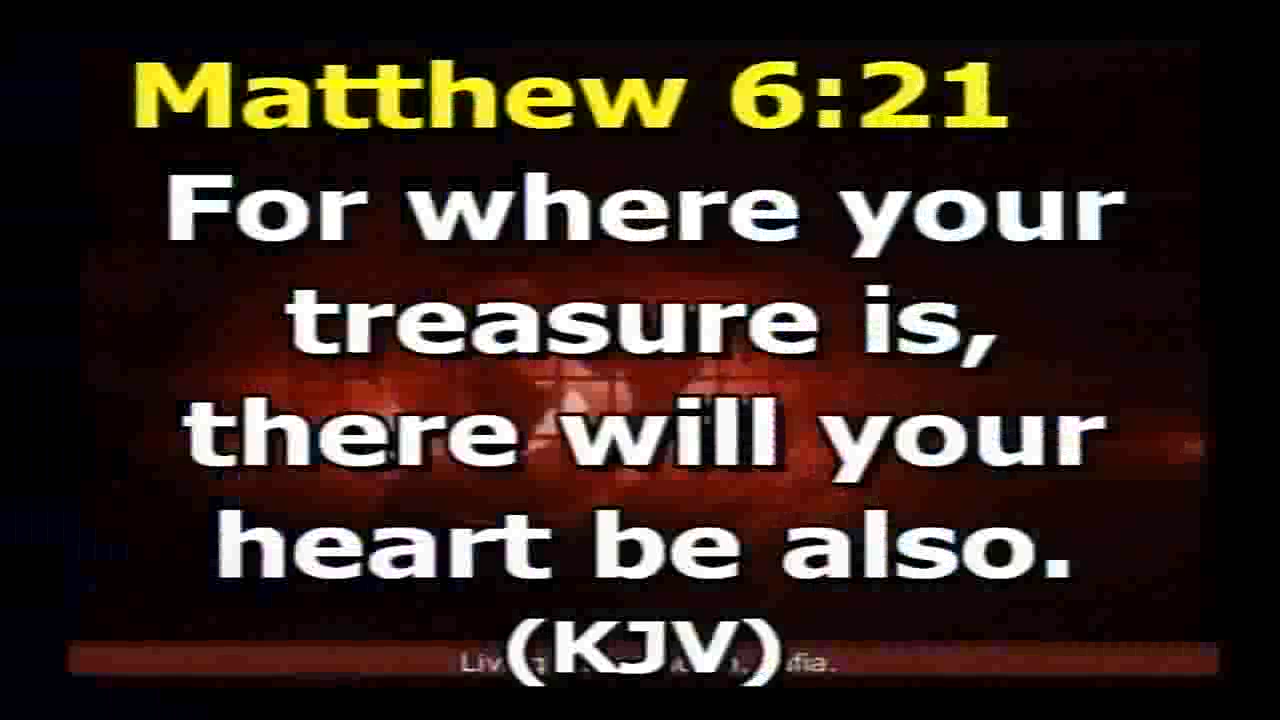 Matthew 6:21
For where your
treasure is,
there will your
heart be also.
(KJV)